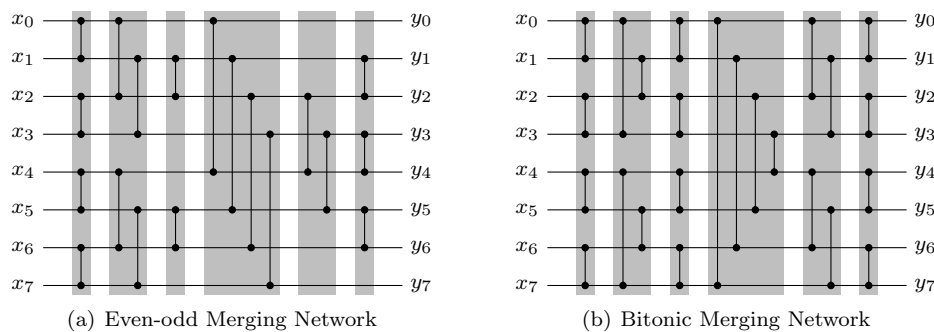 x₀ y₀ x₀ y₀
x₁ y₁ x₁ y₁
x₂ y₂ x₂ y₂
x₃ y₃ x₃ y₃
x₄ y₄ x₄ y₄
x₅ y₅ x₅ y₅
x₆ y₆ x₆ y₆
x₇ y₇ x₇ y₇
(a) Even-odd Merging Network (b) Bitonic Merging Network